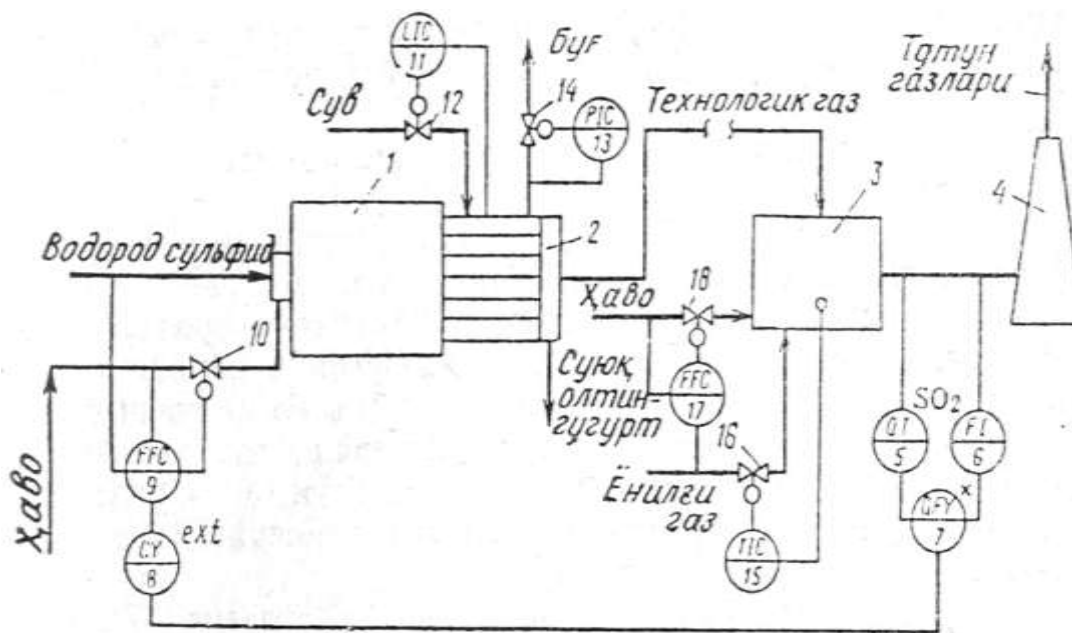 LTC
11
Буғ
14
Тутун
газлари
Сув
12
PIC
13
Технологик газ
1
3
4
2
Водород сульфид
Ҳаво
18
10
Суюқ
олтин-
гугурт
FFC
17
SO₂
QI
5
FI
6
16
FFC
9
Ёнилғи
газ
QFY
7
×
Ҳаво
ext
CY
8
TIC
15